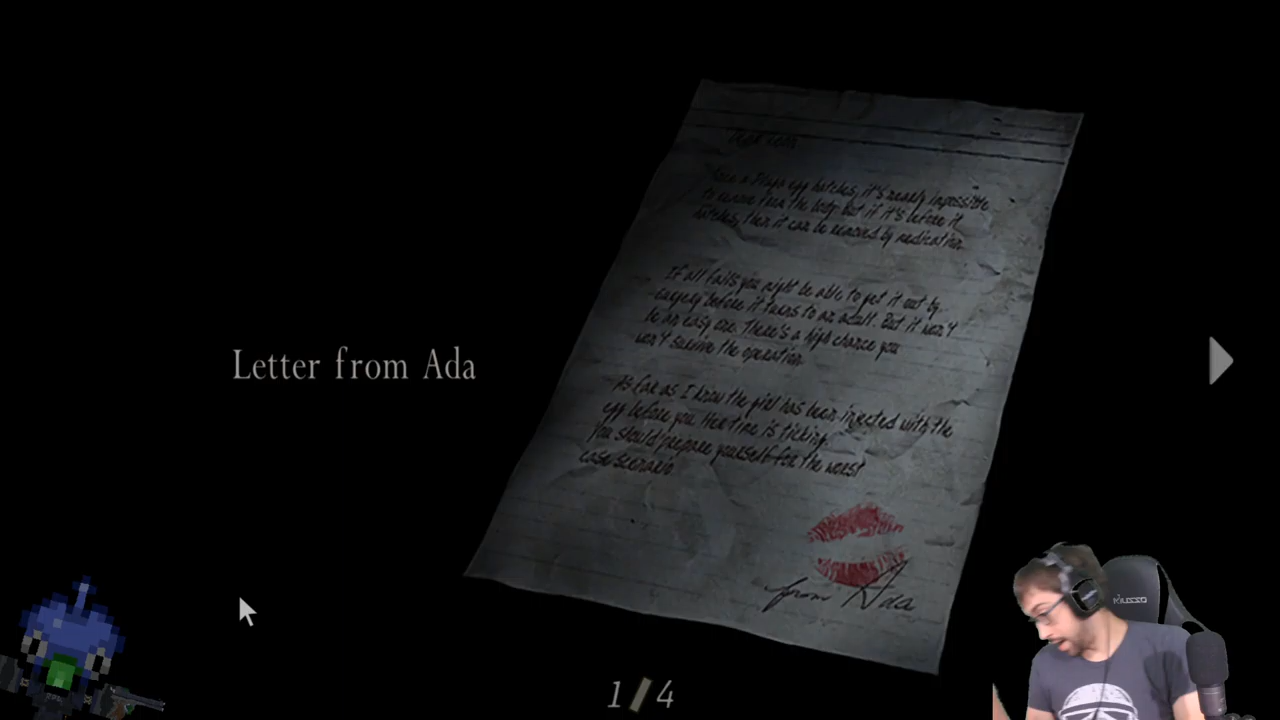 Letter from Ada
Dear Leon
Once a Plaga egg hatches, it's nearly impossible
to remove from the body. But if it's before it
hatches, then it can be removed by medication.
If all fails you might be able to get it out by
surgery before it turns to an adult. But it won't
be an easy one. There's a high chance you
won't survive the operation.
As far as I know the girl has been injected with the
egg before you. Her time is ticking.
You should prepare yourself for the worst
case scenario
from Ada
1/4